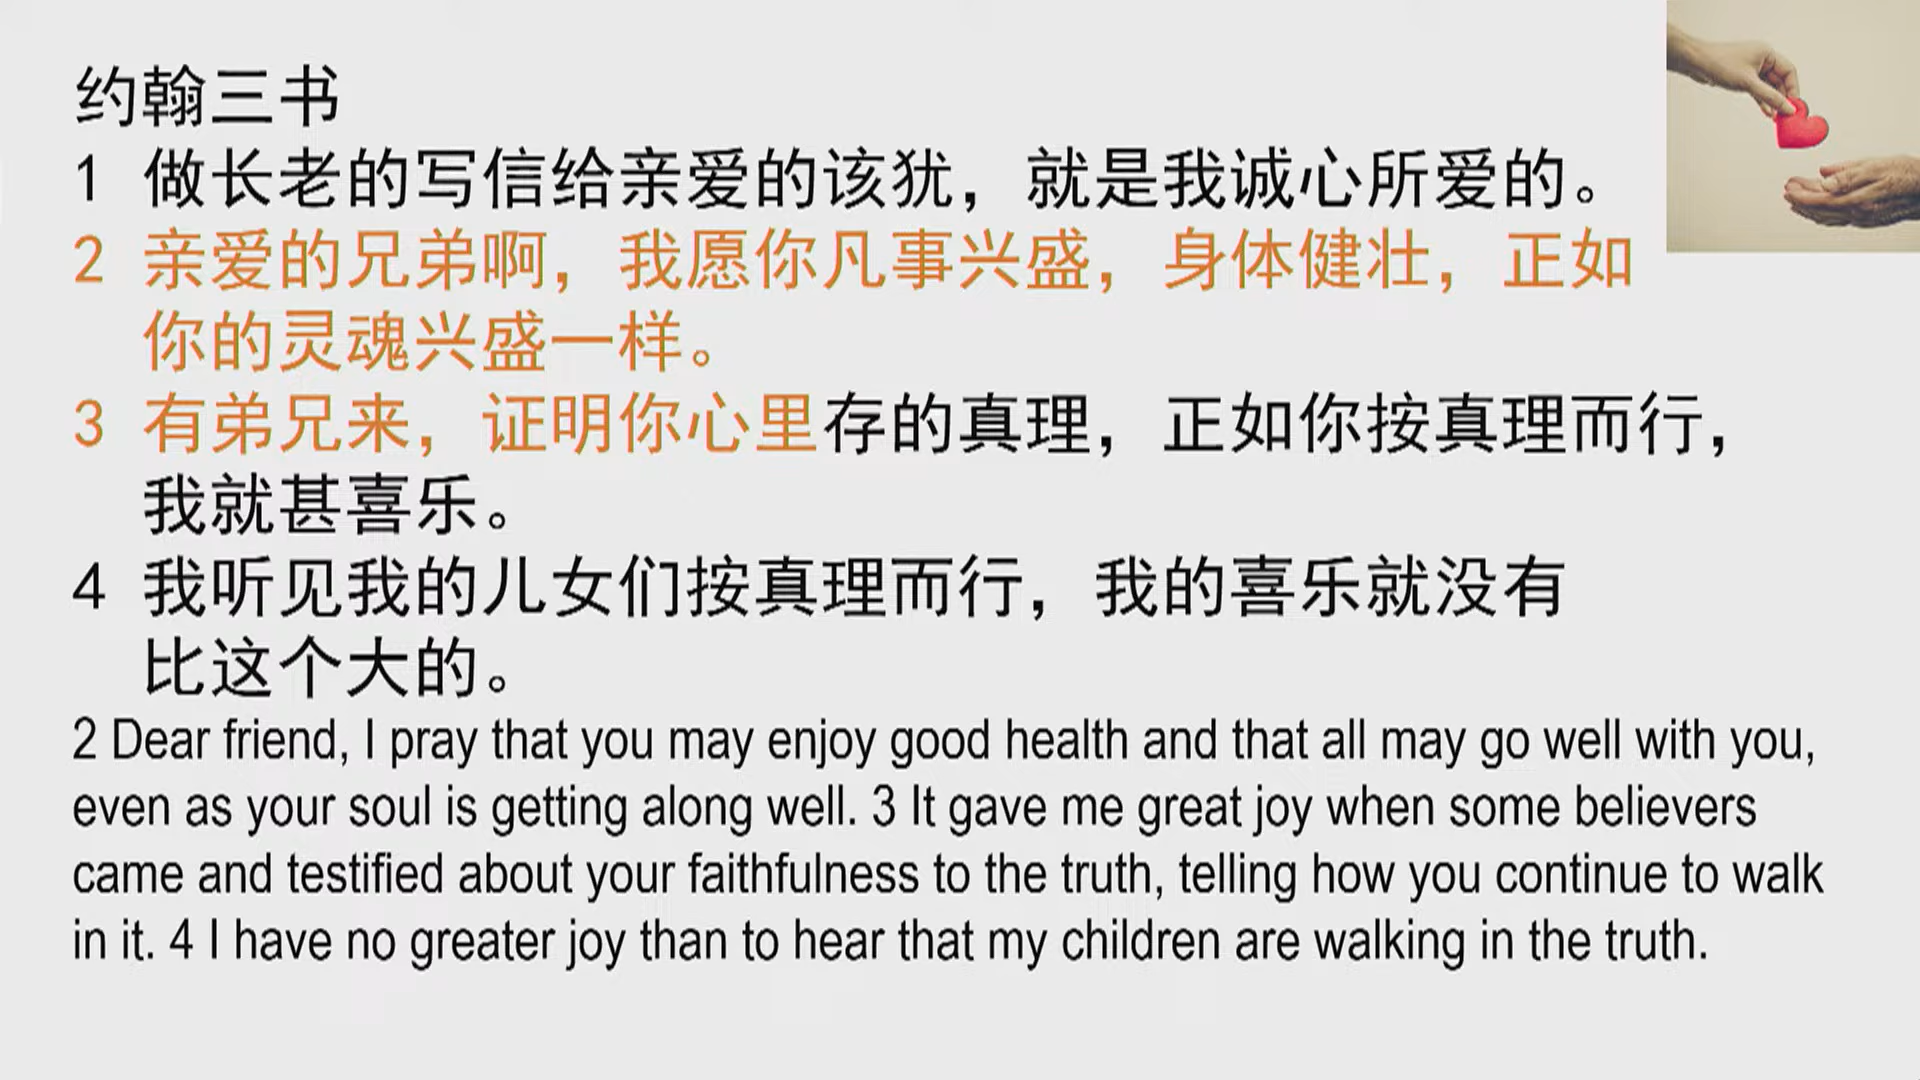 约翰三书
1 做长老的写信给亲爱的该犹，就是我诚心所爱的。
2 亲爱的兄弟啊，我愿你凡事兴盛，身体健壮，正如
你的灵魂兴盛一样。
3 有弟兄来，证明你心里存的真理，正如你按真理而行，
我就甚喜乐。
4 我听见我的儿女们按真理而行，我的喜乐就没有
比这个大的。
2 Dear friend, I pray that you may enjoy good health and that all may go well with you,
even as your soul is getting along well. 3 It gave me great joy when some believers
came and testified about your faithfulness to the truth, telling how you continue to walk
in it. 4 I have no greater joy than to hear that my children are walking in the truth.